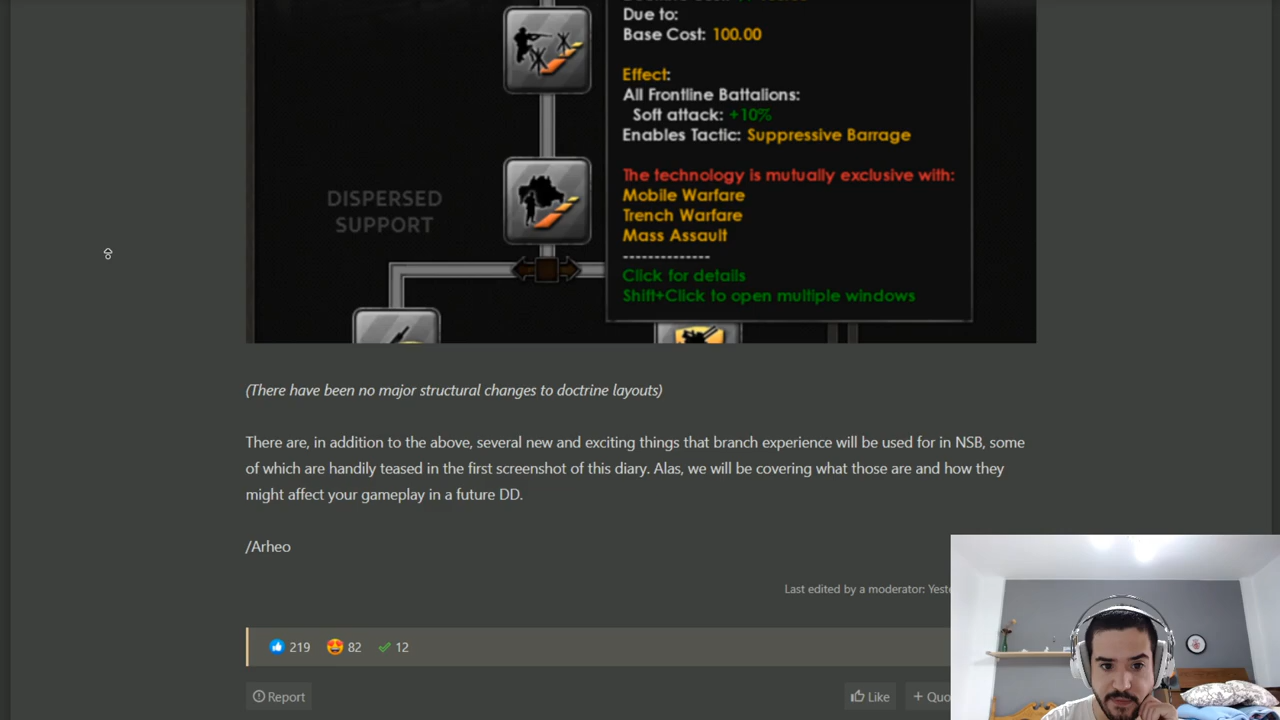 Due to:
Base Cost: 100.00
Effect:
All Frontline Battalions:
Soft attack: +10%
Enables Tactic: Suppressive Barrage
The technology is mutually exclusive with:
Mobile Warfare
Trench Warfare
Mass Assault
--------------
Click for details
Shift+Click to open multiple windows
DISPERSED
SUPPORT
(There have been no major structural changes to doctrine layouts)
There are, in addition to the above, several new and exciting things that branch experience will be used for in NSB, some
of which are handily teased in the first screenshot of this diary. Alas, we will be covering what those are and how they
might affect your gameplay in a future DD.
/Arheo
Last edited by a moderator:
219 82 12
Report
Like